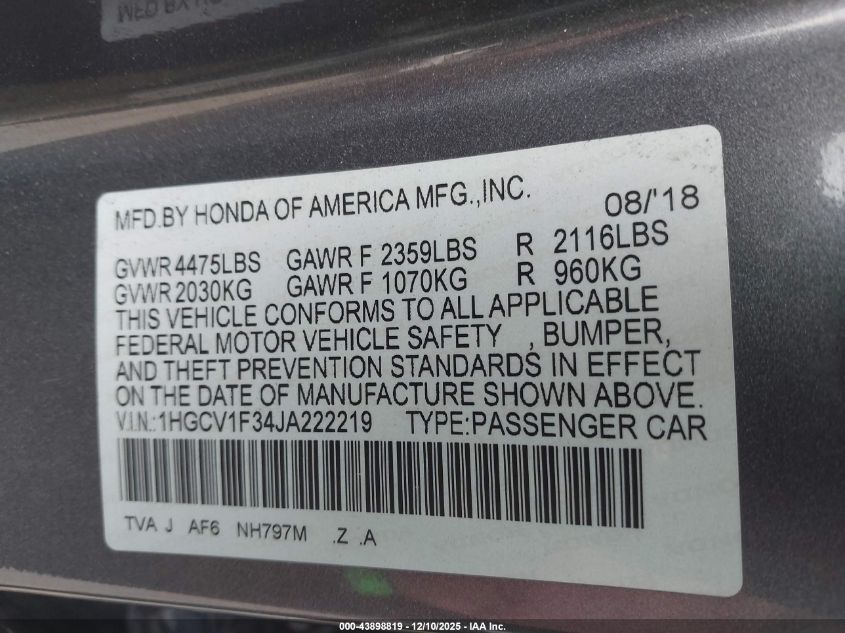 MFD.BY HONDA OF AMERICA MFG.,INC. 08/'18
GVWR 4475LBS GAWR F 2359LBS R 2116LBS
GVWR 2030KG GAWR F 1070KG R 960KG
THIS VEHICLE CONFORMS TO ALL APPLICABLE
FEDERAL MOTOR VEHICLE SAFETY , BUMPER,
AND THEFT PREVENTION STANDARDS IN EFFECT
ON THE DATE OF MANUFACTURE SHOWN ABOVE.
V.I.N.:1HGCV1F34JA222219 TYPE:PASSENGER CAR
TVA J AF6 NH797M .Z .A
000-43898819 - 12/10/2025 - IAA Inc.